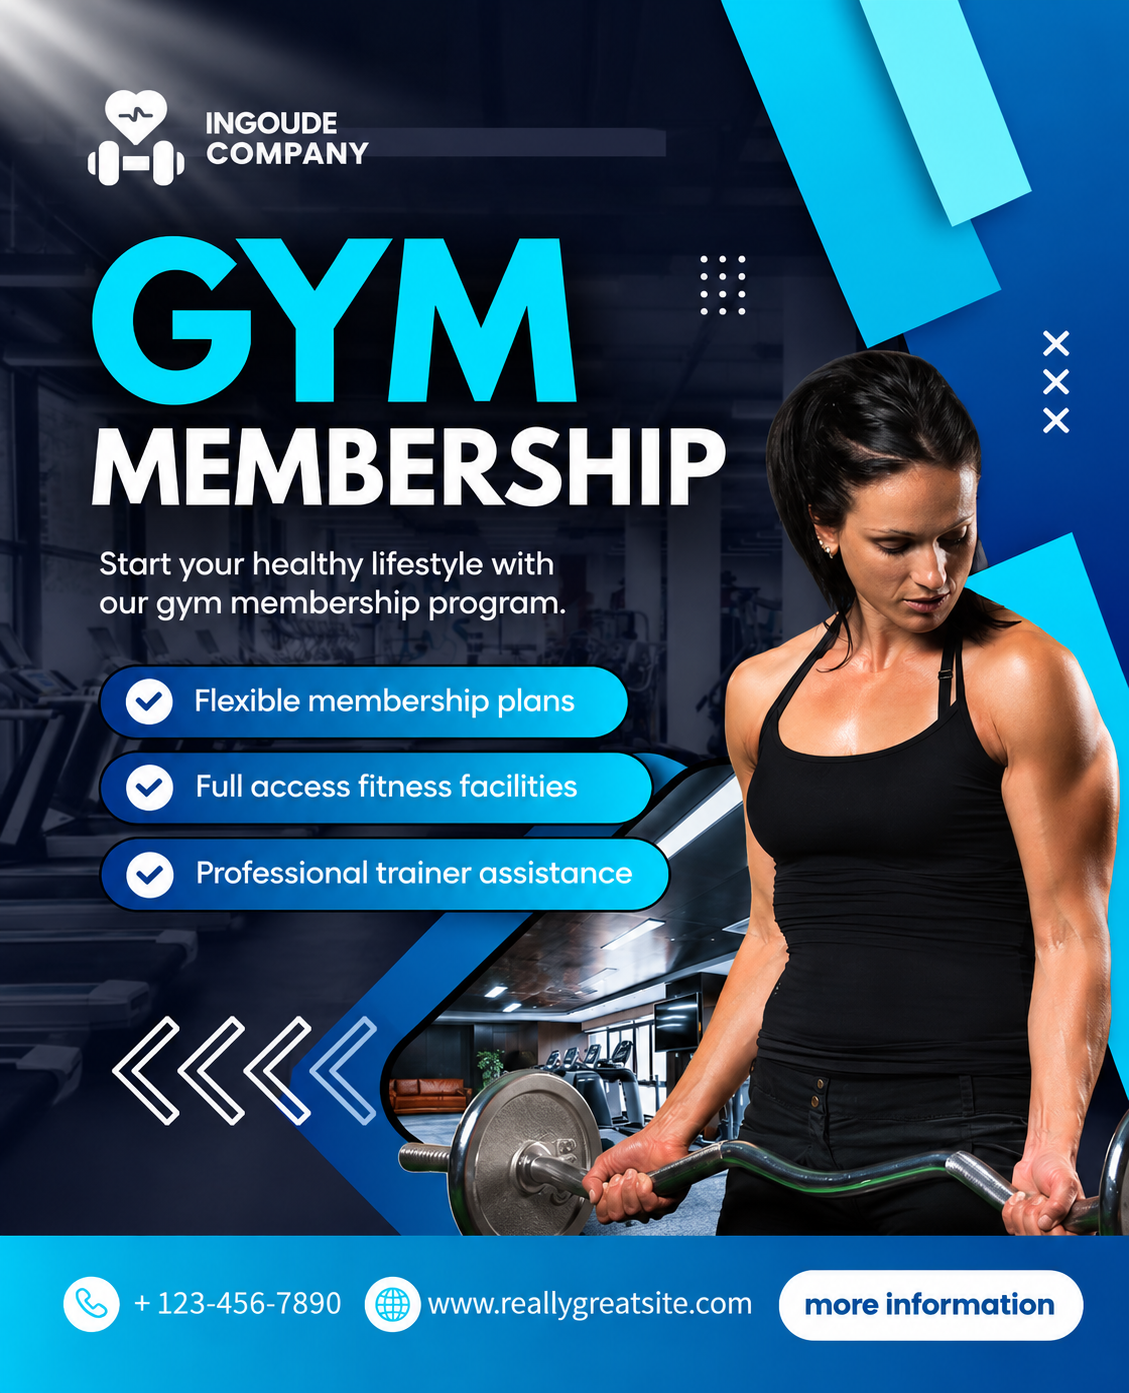 INGOUDE
COMPANY
GYM
MEMBERSHIP
Start your healthy lifestyle with
our gym membership program.
Flexible membership plans
Full access fitness facilities
Professional trainer assistance
+ 123-456-7890
www.reallygreatsite.com
more information